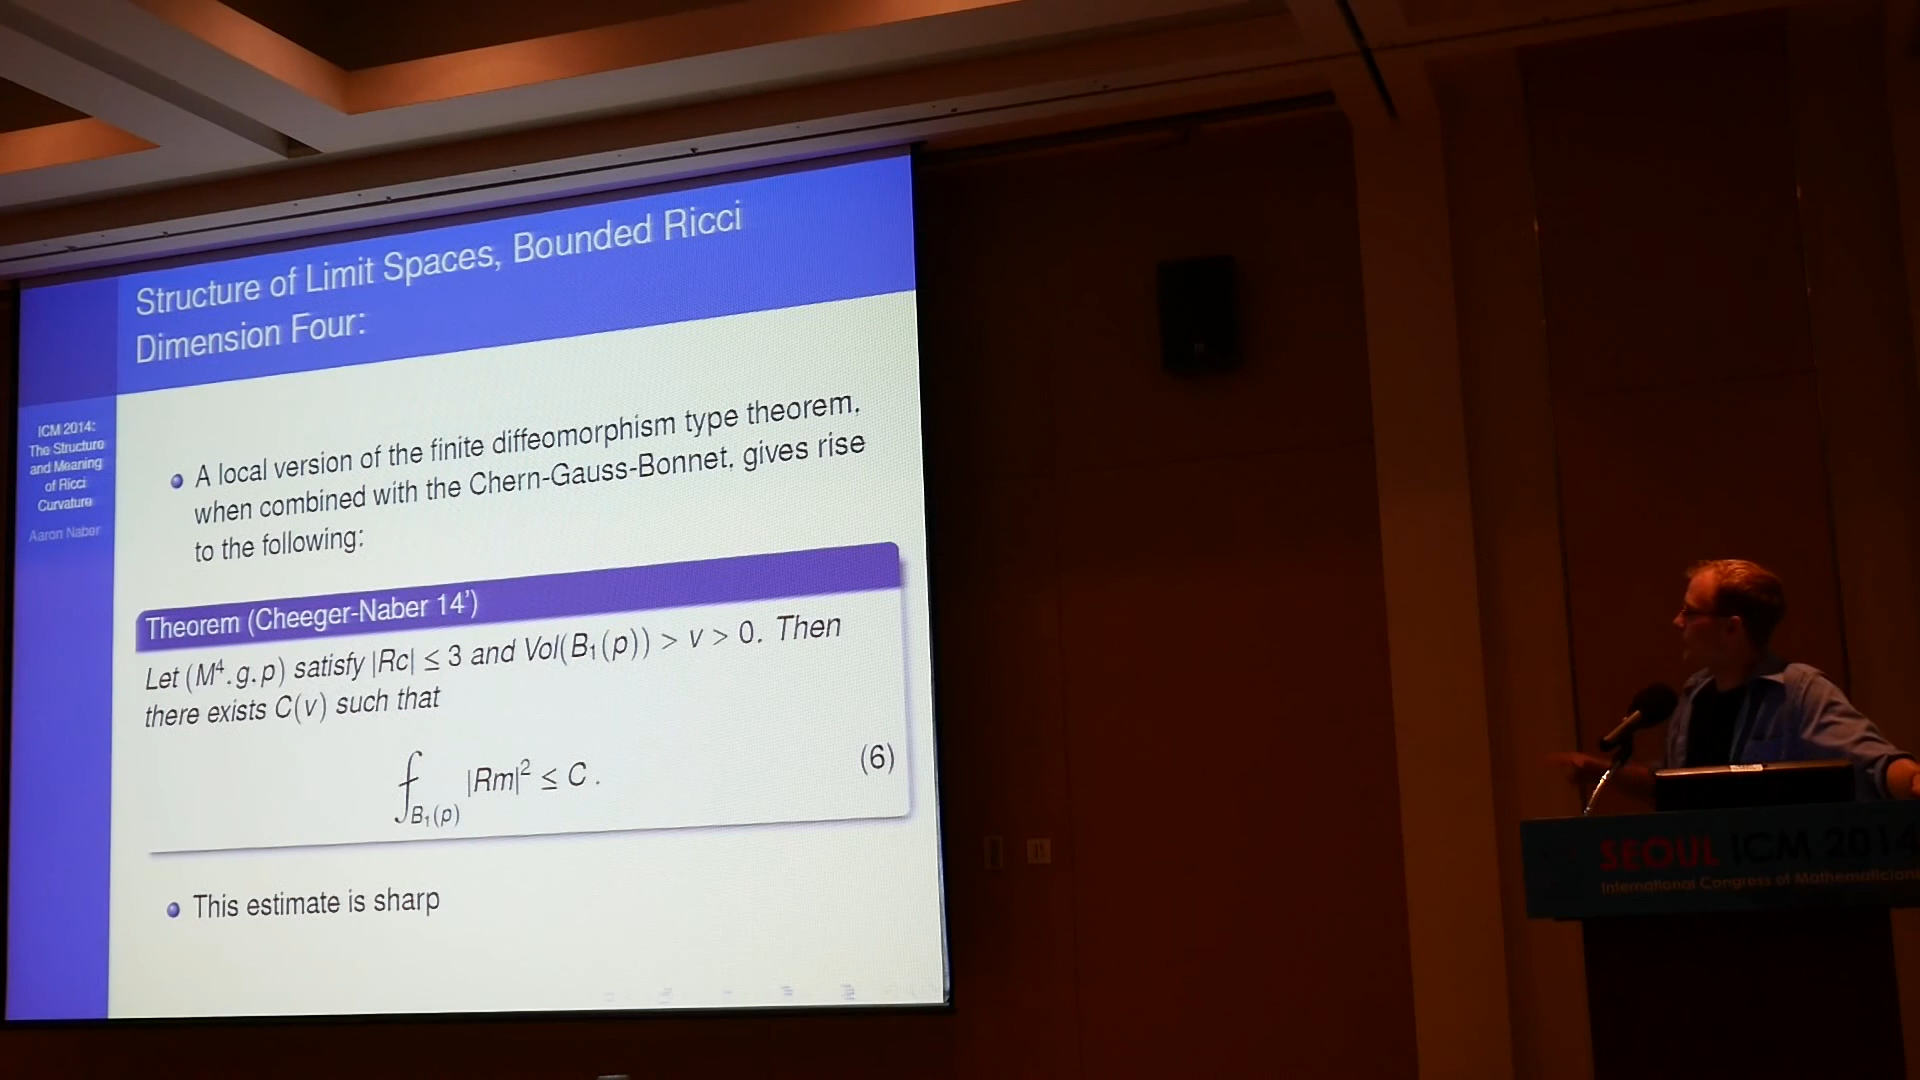 Structure of Limit Spaces, Bounded Ricci
Dimension Four:
ICM 2014:
The Structure
and Meaning
of Ricci
Curvature
Aaron Naber
A local version of the finite diffeomorphism type theorem,
when combined with the Chern-Gauss-Bonnet, gives rise
to the following:
Theorem (Cheeger-Naber 14')
Let (M⁴, g, p) satisfy |Rc| ≤ 3 and Vol(B₁(p)) > v > 0. Then
there exists C(v) such that
⨍_{B₁(p)} |Rm|² ≤ C. (6)
This estimate is sharp
SEOUL ICM 2014
International Congress of Mathematicians